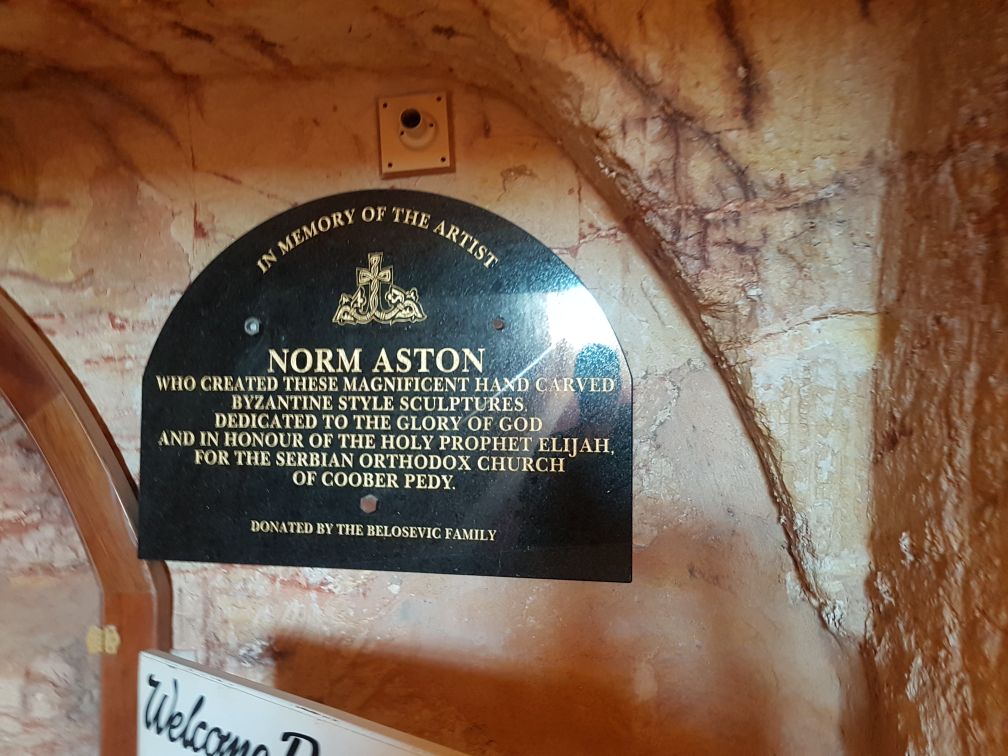 IN MEMORY OF THE ARTIST
NORM ASTON
WHO CREATED THESE MAGNIFICENT HAND CARVED
BYZANTINE STYLE SCULPTURES.
DEDICATED TO THE GLORY OF GOD
AND IN HONOUR OF THE HOLY PROPHET ELIJAH,
FOR THE SERBIAN ORTHODOX CHURCH
OF COOBER PEDY.
DONATED BY THE BELOSEVIC FAMILY
Welcome